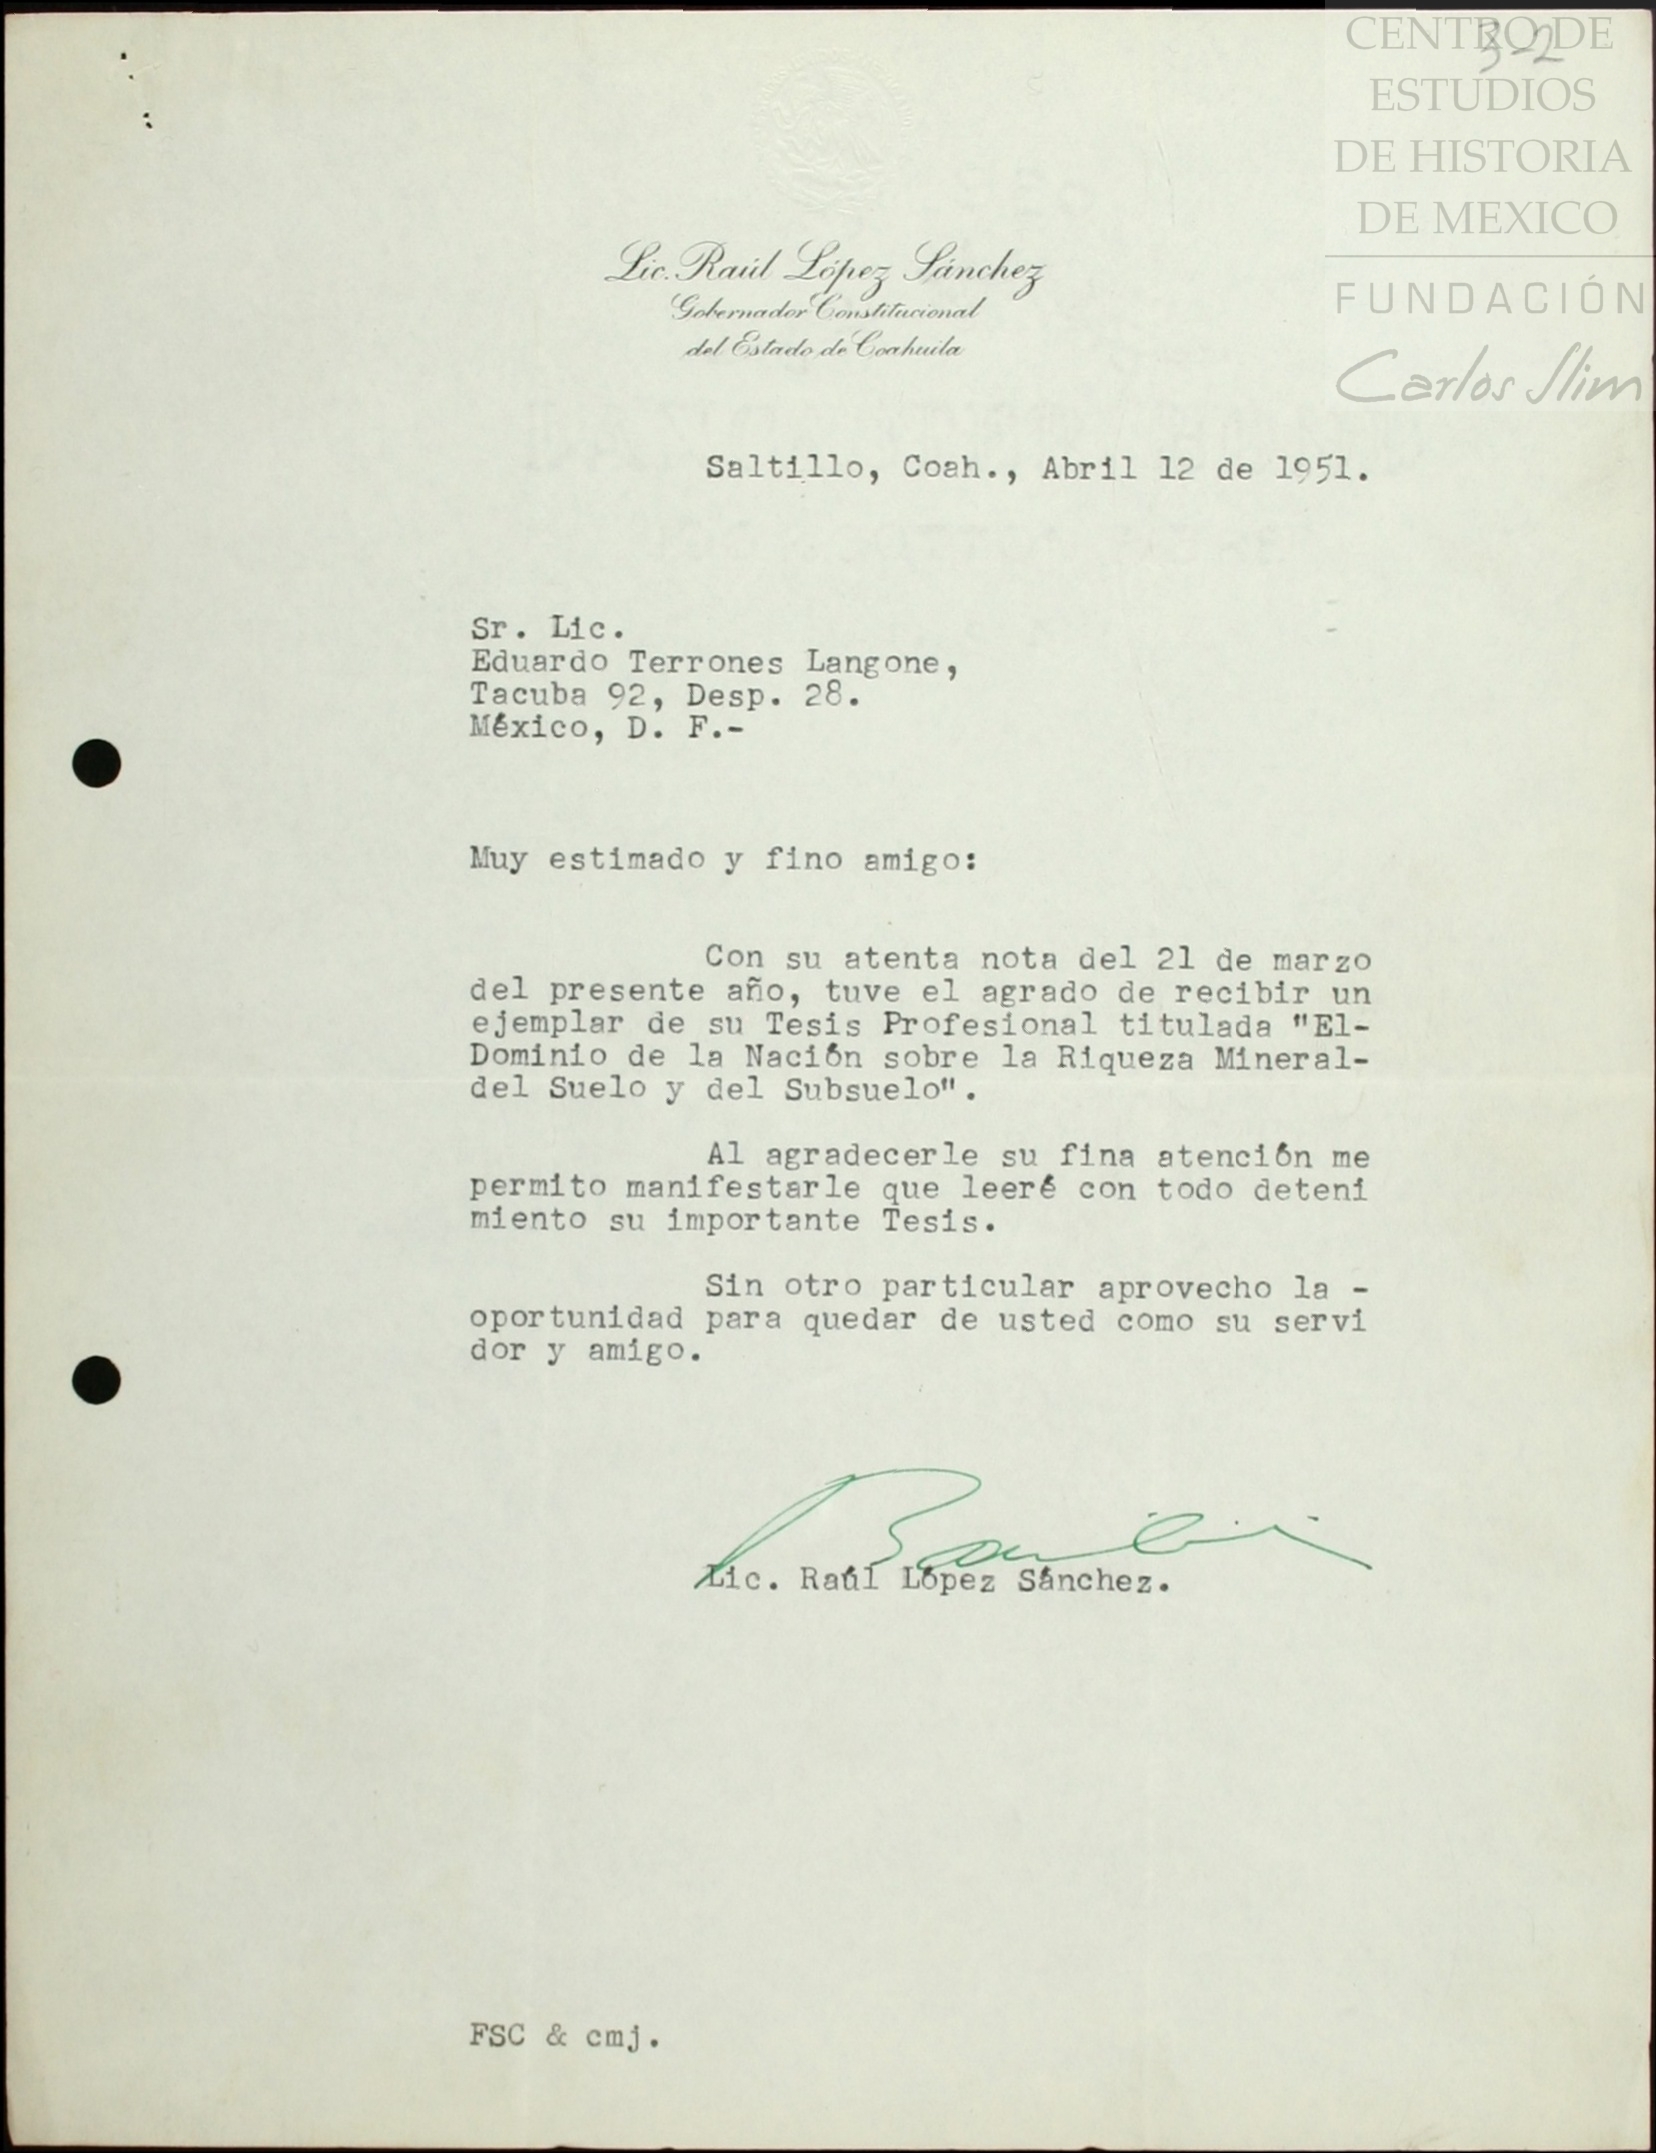 CENTRO DE
ESTUDIOS
DE HISTORIA
DE MEXICO
FUNDACIÓN
Carlos Slim
3-2
Lic. Raúl López Sánchez
Gobernador Constitucional
del Estado de Coahuila
Saltillo, Coah., Abril 12 de 1951.
Sr. Lic.
Eduardo Terrones Langone,
Tacuba 92, Desp. 28.
México, D. F.-
Muy estimado y fino amigo:
Con su atenta nota del 21 de marzo
del presente año, tuve el agrado de recibir un
ejemplar de su Tesis Profesional titulada "El-
Dominio de la Nación sobre la Riqueza Mineral-
del Suelo y del Subsuelo".
Al agradecerle su fina atención me
permito manifestarle que leeré con todo deteni
miento su importante Tesis.
Sin otro particular aprovecho la -
oportunidad para quedar de usted como su servi
dor y amigo.
Lic. Raúl López Sánchez.
FSC & cmj.